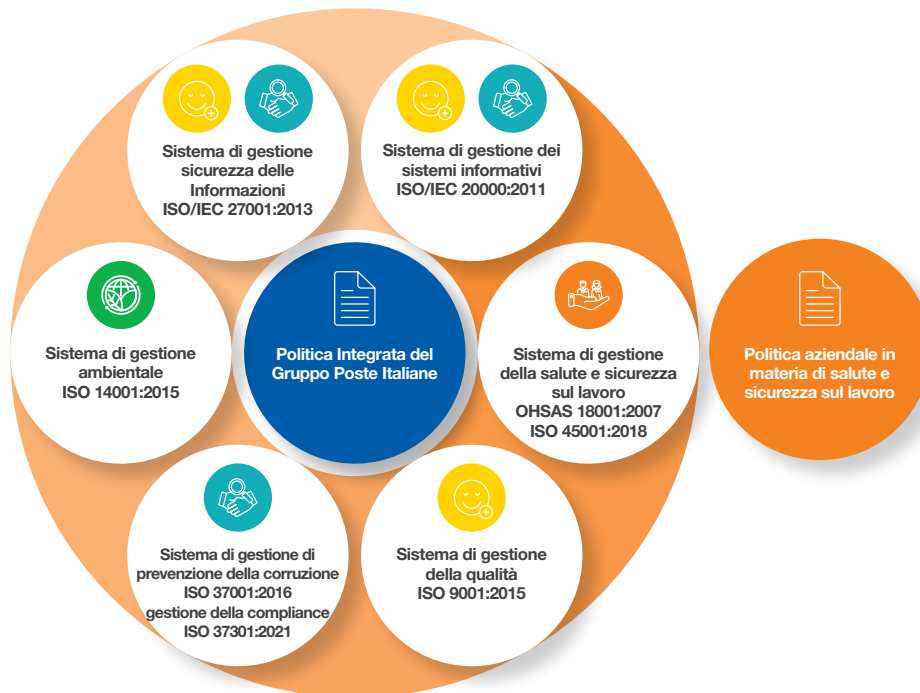 Sistema di gestione
sicurezza delle
Informazioni
ISO/IEC 27001:2013
Sistema di gestione dei
sistemi informativi
ISO/IEC 20000:2011
Sistema di gestione
ambientale
ISO 14001:2015
Politica Integrata del
Gruppo Poste Italiane
Sistema di gestione
della salute e sicurezza
sul lavoro
OHSAS 18001:2007
ISO 45001:2018
Politica aziendale in
materia di salute e
sicurezza sul lavoro
Sistema di gestione di
prevenzione della corruzione
ISO 37001:2016
gestione della compliance
ISO 37301:2021
Sistema di gestione
della qualità
ISO 9001:2015